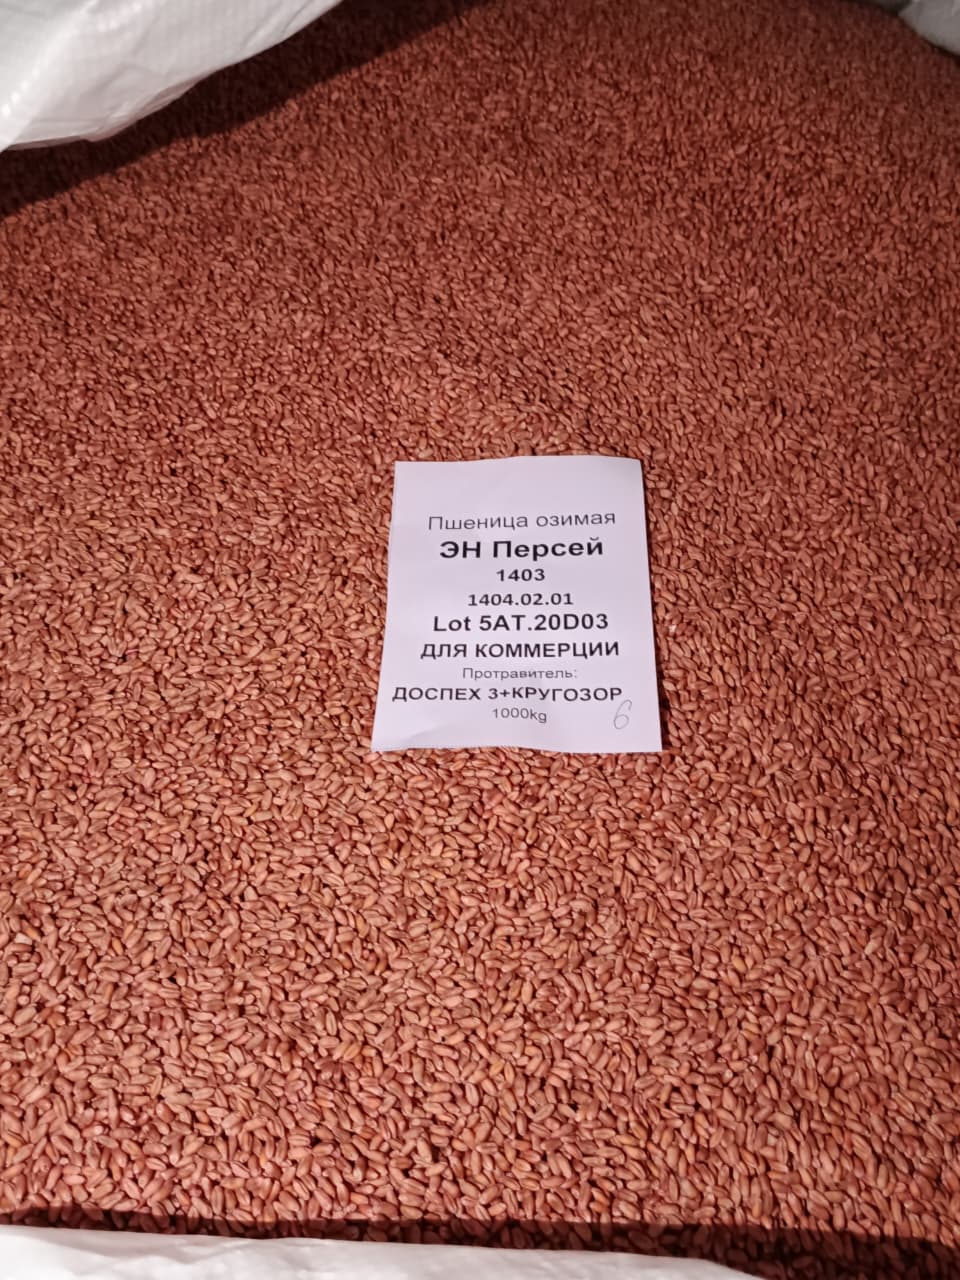 Пшеница озимая
ЭН Персей
1403
1404.02.01
Lot 5AT.20D03
ДЛЯ КОММЕРЦИИ
Протравитель:
ДОСПЕХ 3+КРУГОЗОР
1000kg
6